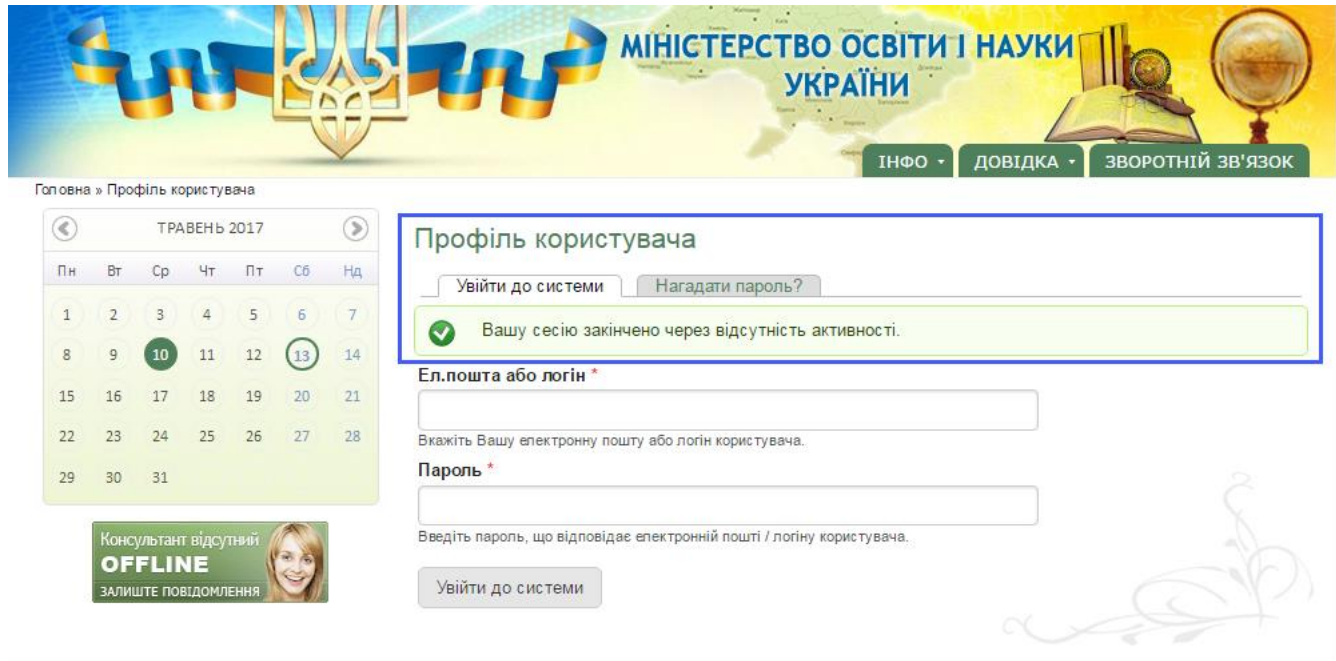 МІНІСТЕРСТВО ОСВІТИ І НАУКИ
УКРАЇНИ
ІНФО
ДОВІДКА
ЗВОРОТНІЙ ЗВ'ЯЗОК
Головна » Профіль користувача
ТРАВЕНЬ 2017
Пн Вт Ср Чт Пт Сб Нд
1 2 3 4 5 6 7
8 9 10 11 12 13 14
15 16 17 18 19 20 21
22 23 24 25 26 27 28
29 30 31
Консультант відсутний
OFFLINE
ЗАЛИШТЕ ПОВІДОМЛЕННЯ
Профіль користувача
Увійти до системи
Нагадати пароль?
Вашу сесію закінчено через відсутність активності.
Ел.пошта або логін *
Вкажіть Вашу електронну пошту або логін користувача.
Пароль *
Введіть пароль, що відповідає електронній пошті / логіну користувача.
Увійти до системи